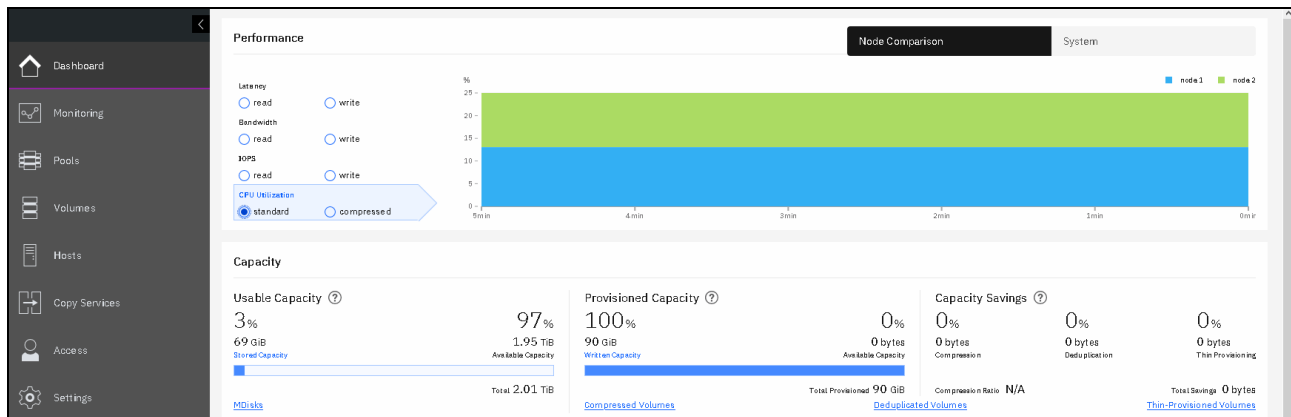 Dashboard
Monitoring
Pools
Volumes
Hosts
Copy Services
Access
Settings
Performance
Node Comparison
System
Latency
read
write
Bandwidth
read
write
IOPS
read
write
CPU Utilization
standard
compressed
%
node1
node2
25
20
15
10
5
0
5min
4min
3min
2min
1min
0min
Capacity
Usable Capacity ?
3% 97%
69 GiB 1.95 TiB
Stored Capacity Available Capacity
Total 2.01 TiB
MDisks
Provisioned Capacity ?
100% 0%
90 GiB 0 bytes
Written Capacity Available Capacity
Total Provisioned 90 GiB
Compressed Volumes
Deduplicated Volumes
Capacity Savings ?
0% 0% 0%
0 bytes 0 bytes 0 bytes
Compression Deduplication Thin Provisioning
Compression Ratio N/A Total Savings 0 bytes
Thin-Provisioned Volumes